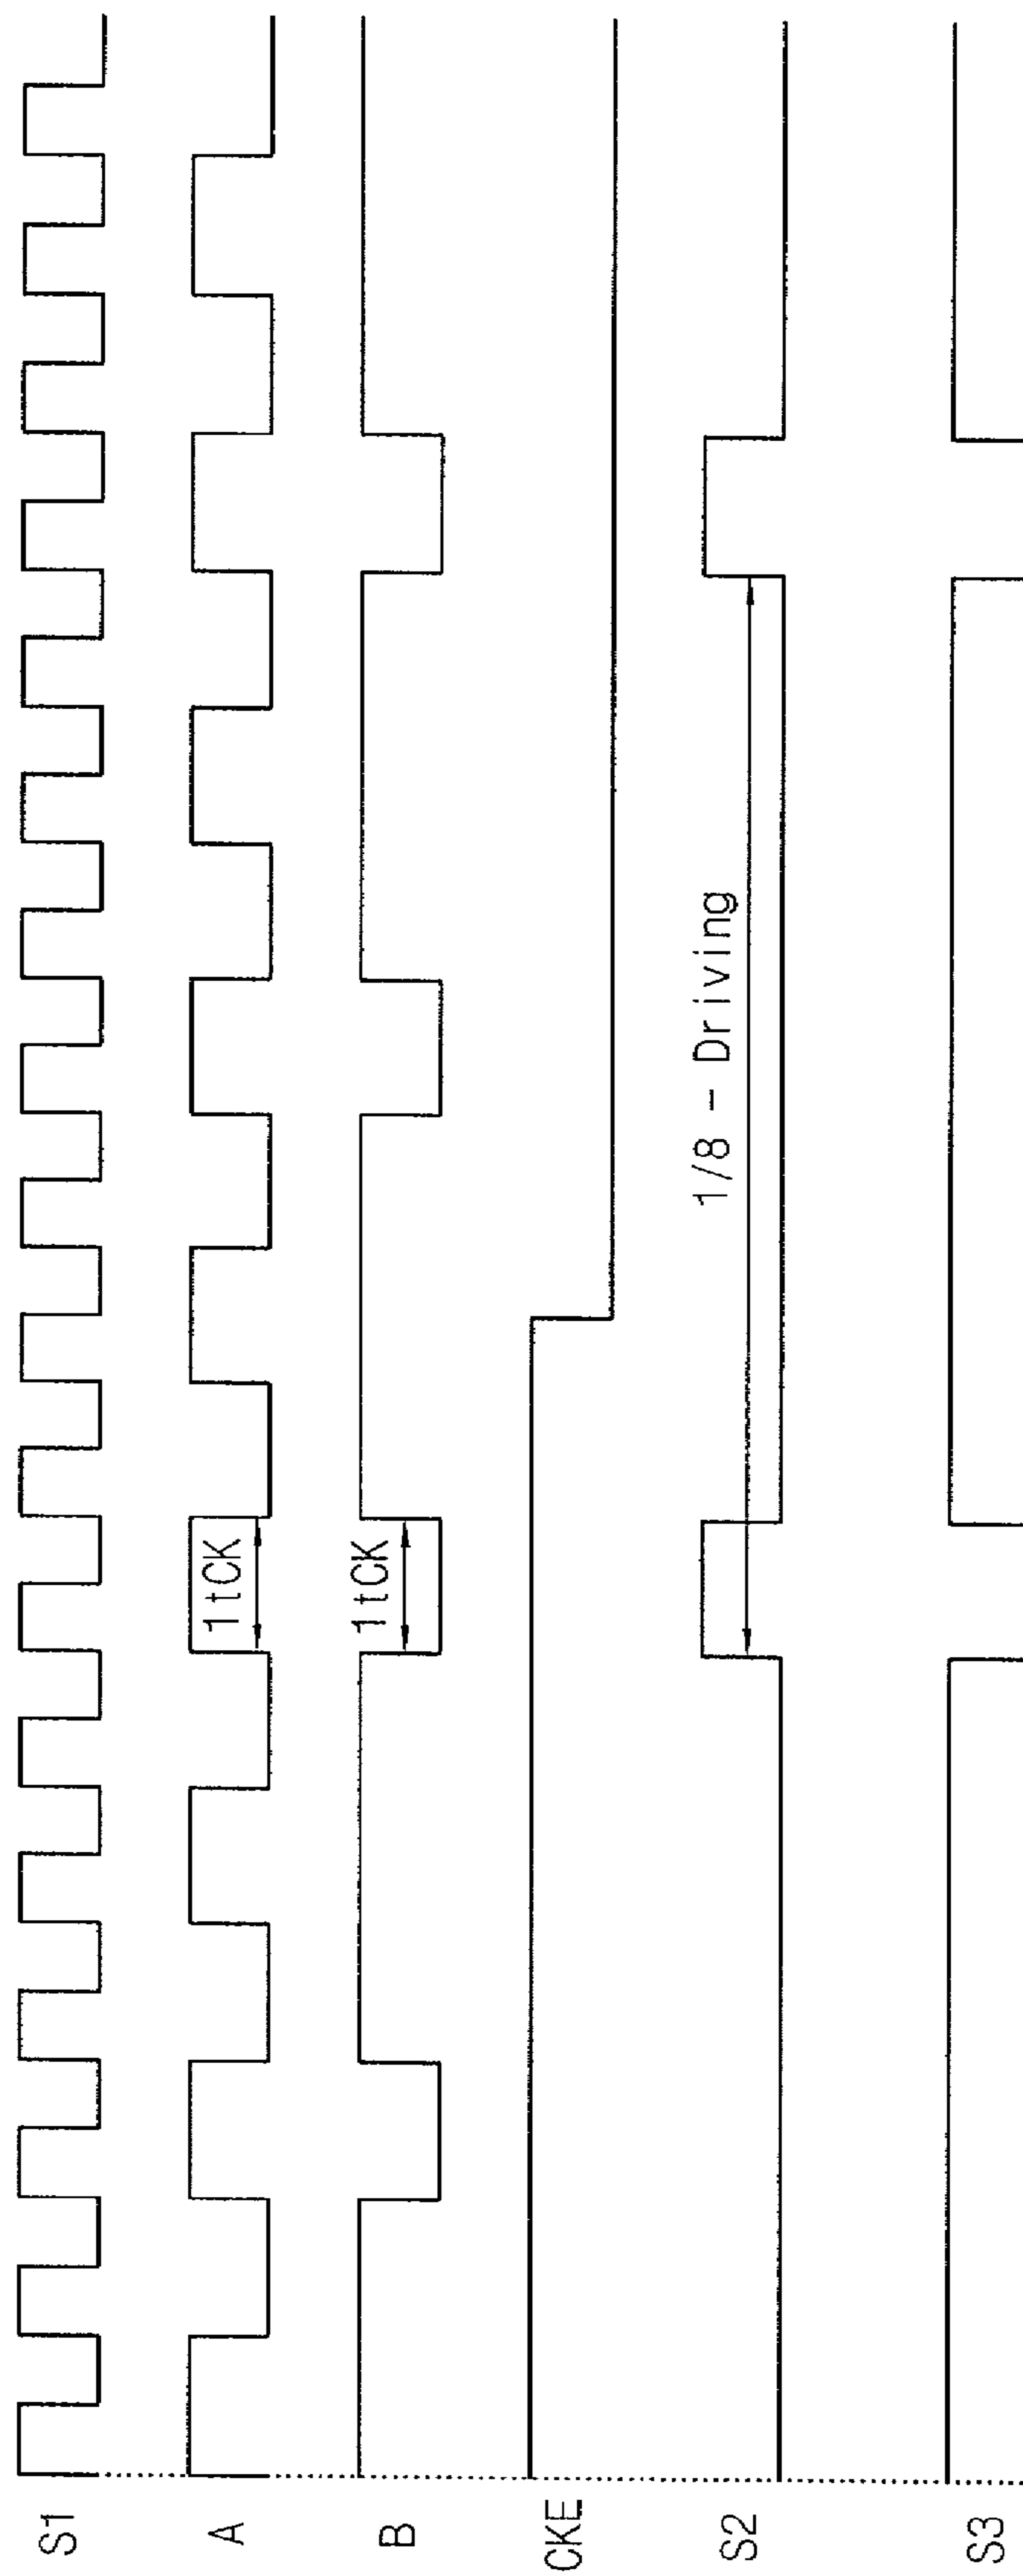 S1
A
1tCK
B
1tCK
CKE
S2
1/8 - Driving
S3